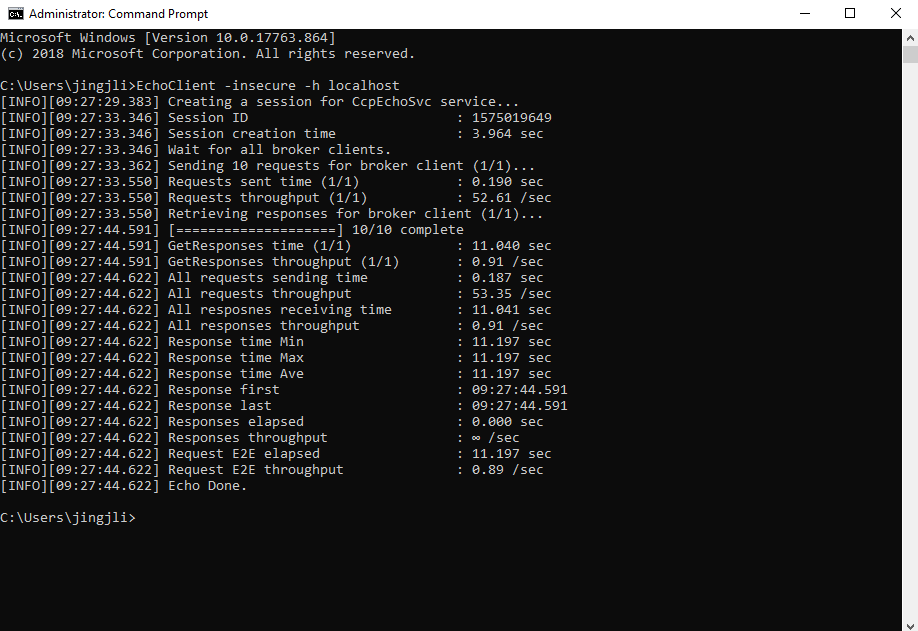 Administrator: Command Prompt
Microsoft Windows [Version 10.0.17763.864]
(c) 2018 Microsoft Corporation. All rights reserved.
C:\Users\jingjli>EchoClient -insecure -h localhost
[INFO][09:27:29.383] Creating a session for CcpEchoSvc service...
[INFO][09:27:33.346] Session ID : 1575019649
[INFO][09:27:33.346] Session creation time : 3.964 sec
[INFO][09:27:33.346] Wait for all broker clients.
[INFO][09:27:33.362] Sending 10 requests for broker client (1/1)...
[INFO][09:27:33.550] Requests sent time (1/1) : 0.190 sec
[INFO][09:27:33.550] Requests throughput (1/1) : 52.61 /sec
[INFO][09:27:33.550] Retrieving responses for broker client (1/1)...
[INFO][09:27:44.591] [====================] 10/10 complete
[INFO][09:27:44.591] GetResponses time (1/1) : 11.040 sec
[INFO][09:27:44.591] GetResponses throughput (1/1) : 0.91 /sec
[INFO][09:27:44.622] All requests sending time : 0.187 sec
[INFO][09:27:44.622] All requests throughput : 53.35 /sec
[INFO][09:27:44.622] All resposnes receiving time : 11.041 sec
[INFO][09:27:44.622] All responses throughput : 0.91 /sec
[INFO][09:27:44.622] Response time Min : 11.197 sec
[INFO][09:27:44.622] Response time Max : 11.197 sec
[INFO][09:27:44.622] Response time Ave : 11.197 sec
[INFO][09:27:44.622] Response first : 09:27:44.591
[INFO][09:27:44.622] Response last : 09:27:44.591
[INFO][09:27:44.622] Responses elapsed : 0.000 sec
[INFO][09:27:44.622] Responses throughput : ∞ /sec
[INFO][09:27:44.622] Request E2E elapsed : 11.197 sec
[INFO][09:27:44.622] Request E2E throughput : 0.89 /sec
[INFO][09:27:44.622] Echo Done.
C:\Users\jingjli>